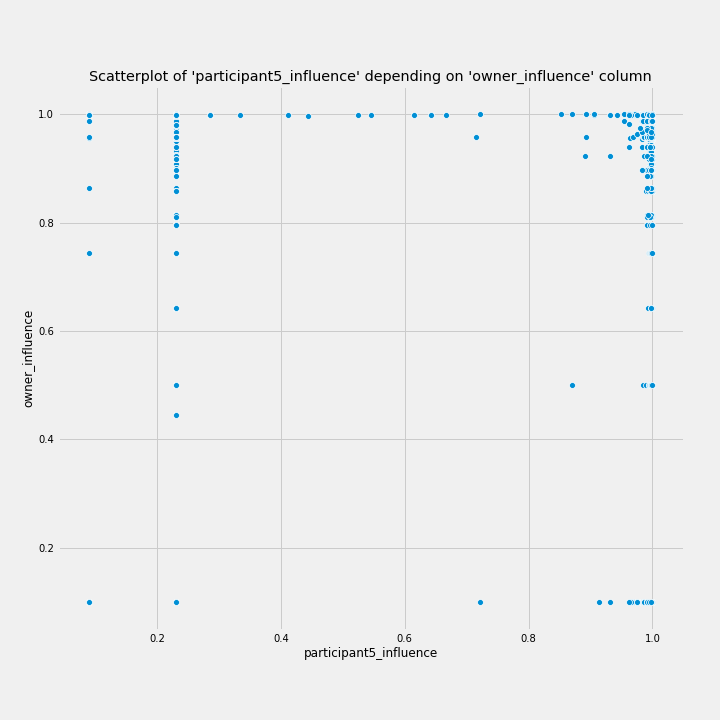 Scatterplot of 'participant5_influence' depending on 'owner_influence' column
1.0
0.8
0.6
0.4
0.2
owner_influence
0.2 0.4 0.6 0.8 1.0
participant5_influence